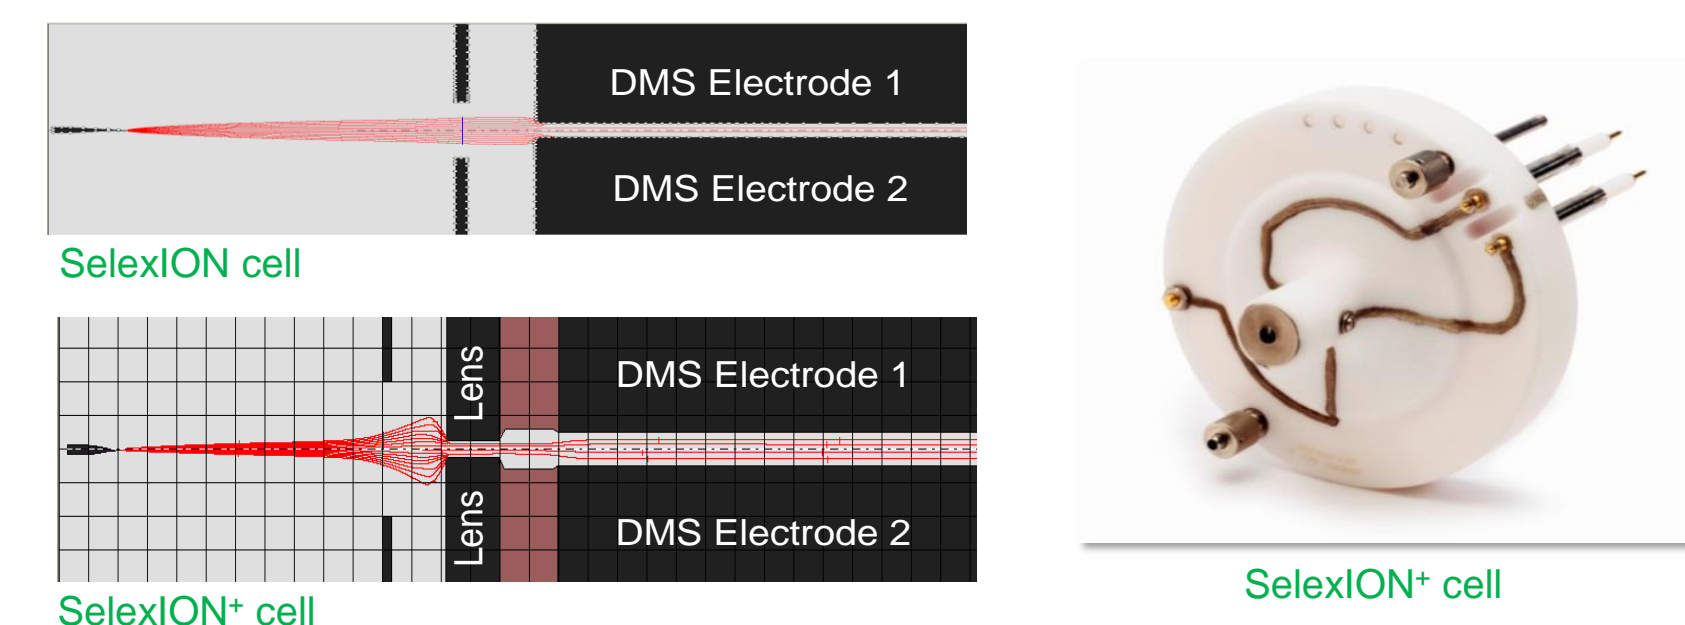 DMS Electrode 1
DMS Electrode 2
SelexION cell
Lens
DMS Electrode 1
Lens
DMS Electrode 2
SelexION⁺ cell
SelexION⁺ cell